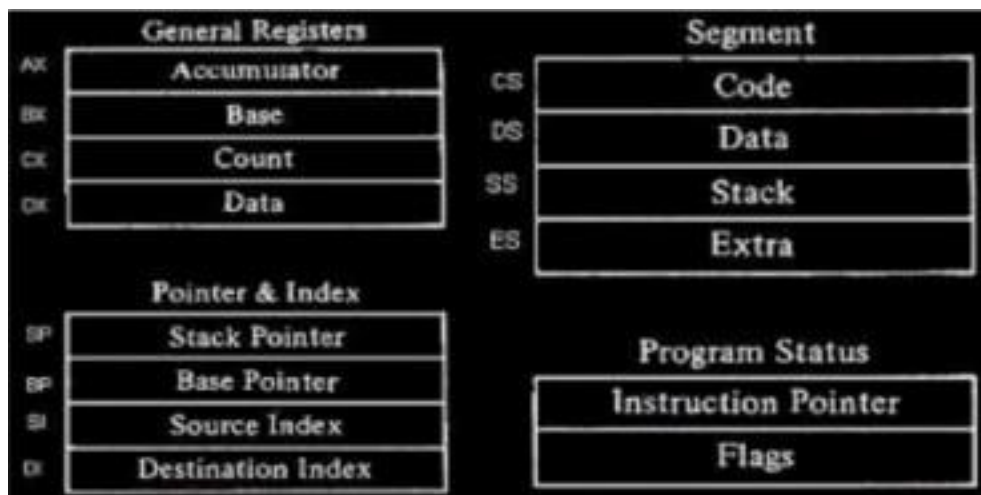 General Registers
AX Accumulator
BX Base
CX Count
DX Data
Pointer & Index
SP Stack Pointer
BP Base Pointer
SI Source Index
DI Destination Index
Segment
CS Code
DS Data
SS Stack
ES Extra
Program Status
Instruction Pointer
Flags